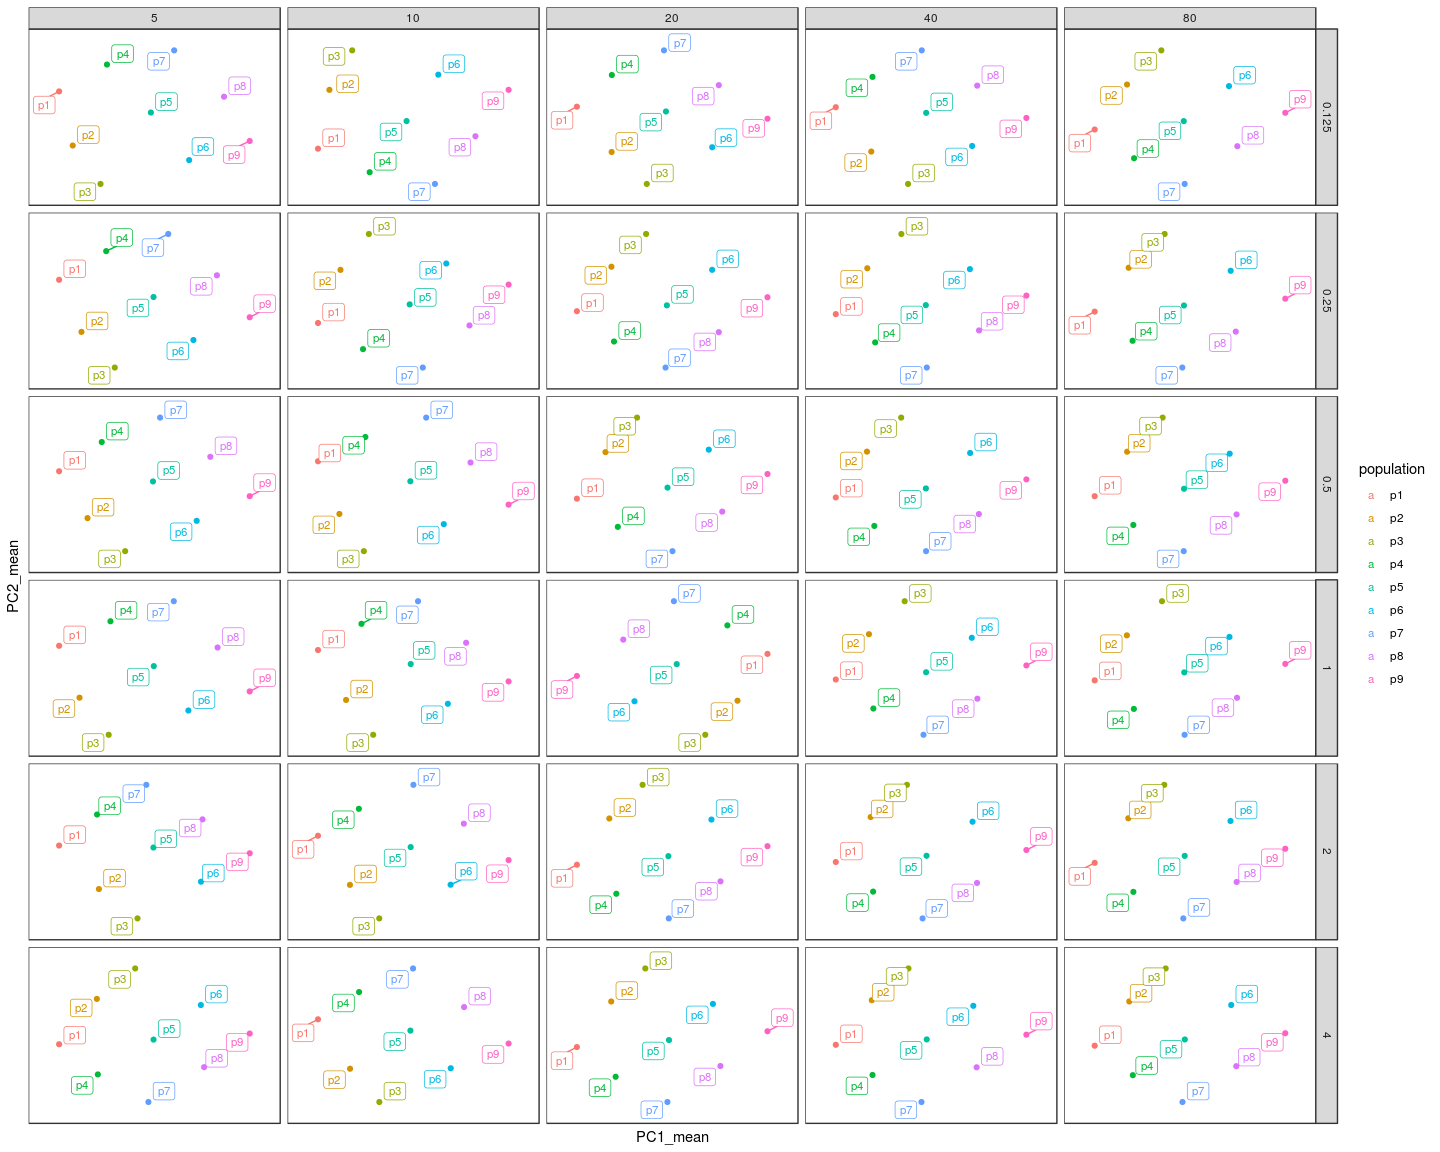 5 10 20 40 80
p4 p7 p8 p1 p5 p2 p6 p9 p3
p3 p6 p2 p9 p5 p1 p8 p4 p7
p7 p4 p8 p1 p5 p9 p6 p2 p3
p7 p8 p4 p5 p1 p9 p6 p2 p3
p3 p6 p2 p9 p5 p8 p1 p4 p7
0.125
p4 p7 p1 p8 p9 p5 p2 p6 p3
p3 p6 p2 p9 p5 p1 p8 p4 p7
p3 p6 p2 p5 p1 p9 p4 p8 p7
p3 p2 p6 p9 p1 p5 p8 p4 p7
p3 p2 p6 p9 p5 p1 p4 p8 p7
0.25
p7 p4 p8 p1 p5 p9 p2 p6 p3
p7 p4 p8 p1 p5 p9 p2 p6 p3
p3 p6 p2 p9 p5 p1 p4 p8 p7
p3 p6 p2 p1 p9 p5 p8 p4 p7
p3 p2 p6 p5 p1 p9 p8 p4 p7
0.5
p4 p7 p1 p8 p5 p9 p6 p2 p3
p4 p7 p1 p5 p8 p2 p9 p6 p3
p7 p4 p8 p1 p5 p9 p6 p2 p3
p3 p6 p2 p9 p5 p1 p4 p8 p7
p3 p2 p6 p9 p5 p1 p8 p4 p7
1
p7 p4 p8 p1 p5 p9 p6 p2 p3
p7 p8 p4 p1 p5 p6 p9 p2 p3
p3 p2 p6 p9 p5 p1 p8 p4 p7
p3 p2 p6 p9 p1 p5 p8 p4 p7
p3 p2 p6 p9 p5 p8 p1 p4 p7
2
p3 p6 p2 p5 p1 p9 p8 p4 p7
p7 p8 p4 p1 p5 p9 p6 p2 p3
p3 p2 p6 p9 p5 p1 p8 p4 p7
p3 p2 p6 p9 p1 p5 p8 p4 p7
p3 p2 p6 p1 p9 p5 p8 p4 p7
4
PC2_mean
PC1_mean
population
a p1
a p2
a p3
a p4
a p5
a p6
a p7
a p8
a p9